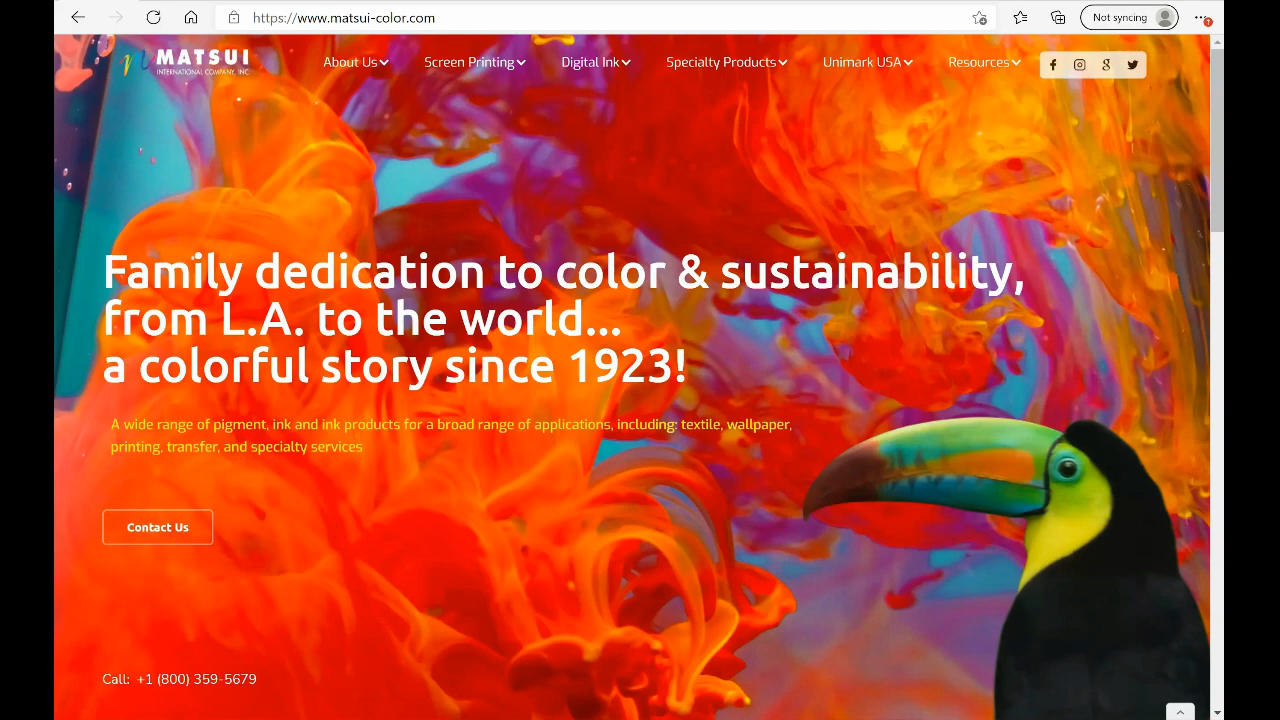 https://www.matsui-color.com
Not syncing
MATSUI
INTERNATIONAL COMPANY, INC
About Us
Screen Printing
Digital Ink
Specialty Products
Unimark USA
Resources
Family dedication to color & sustainability,
from L.A. to the world...
a colorful story since 1923!
A wide range of pigment, ink and ink products for a broad range of applications, including: textile, wallpaper,
printing, transfer, and specialty services
Contact Us
Call: +1 (800) 359-5679